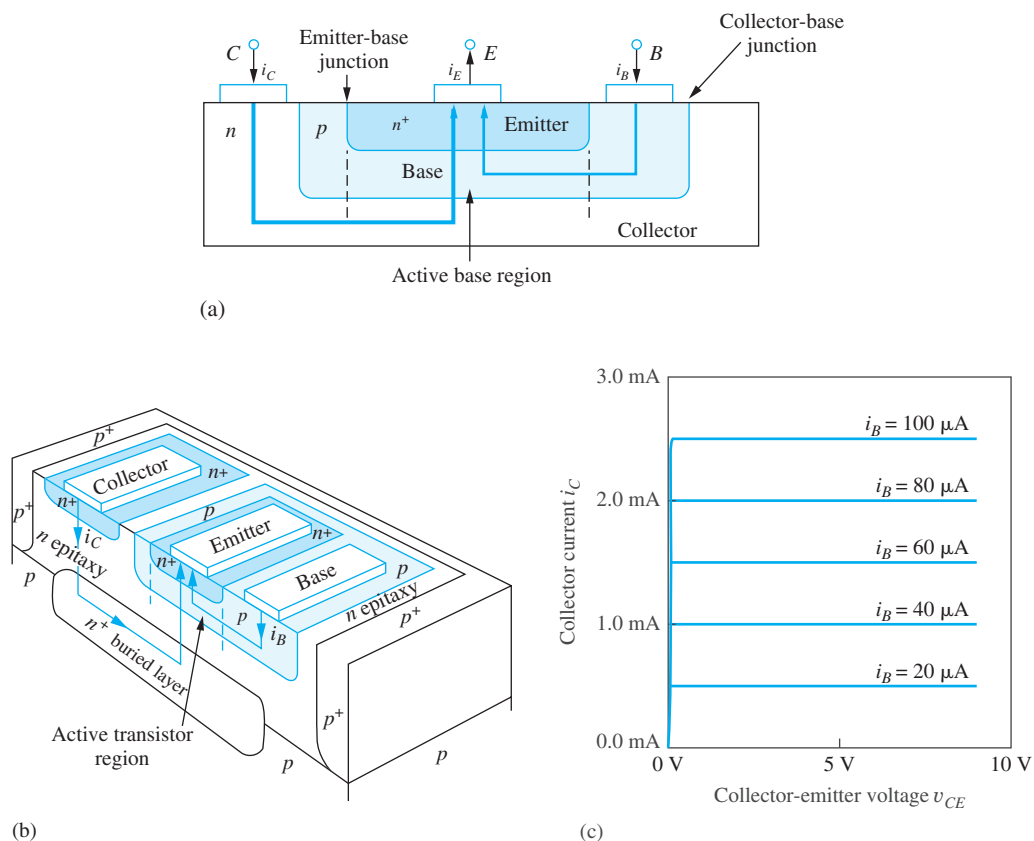 Collector-base
junction
Emitter-base
junction
C
E
B
i_C
i_E
i_B
n
p
n⁺
Emitter
Base
Collector
Active base region
(a)
p⁺
Collector
n+
n+
p⁺
p
i_C
Emitter
n+
n+
n epitaxy
p
Base
p
n epitaxy
p⁺
p
i_B
n⁺ buried layer
p⁺
Active transistor
region
p
p
(b)
3.0 mA
i_B = 100 µA
2.0 mA
i_B = 80 µA
i_B = 60 µA
Collector current i_C
1.0 mA
i_B = 40 µA
i_B = 20 µA
0.0 mA
0 V
5 V
10 V
Collector-emitter voltage v_CE
(c)